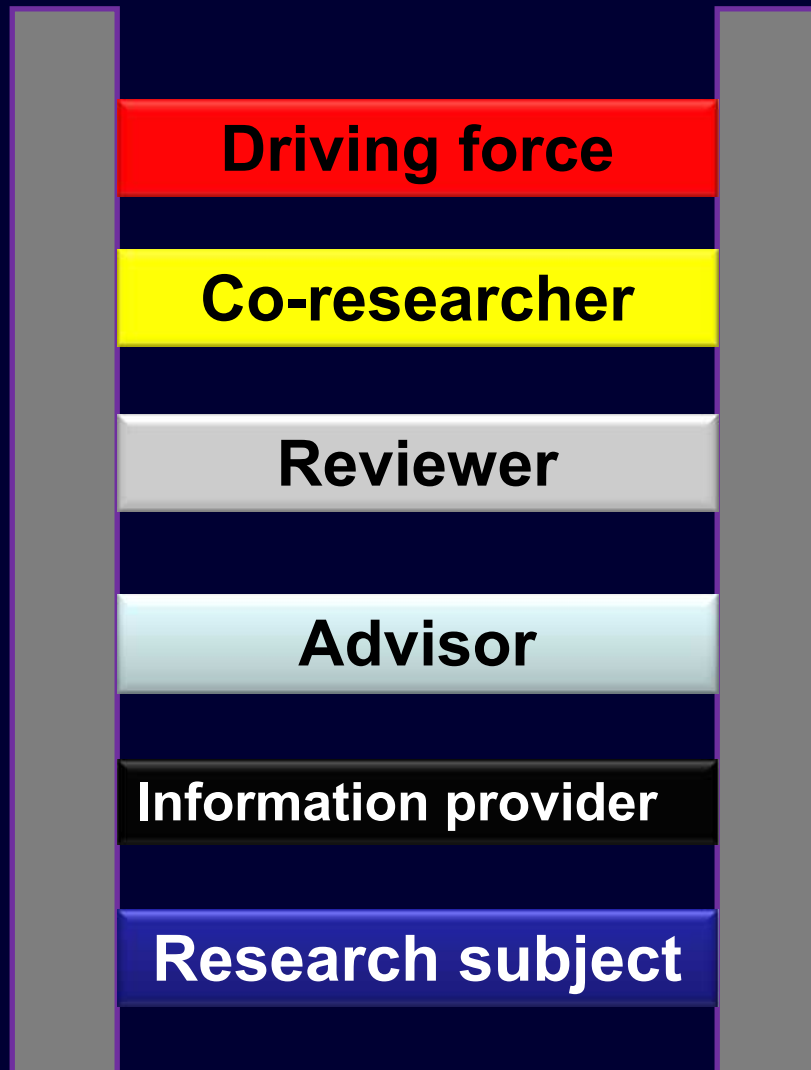 Driving force
Co-researcher
Reviewer
Advisor
Information provider
Research subject